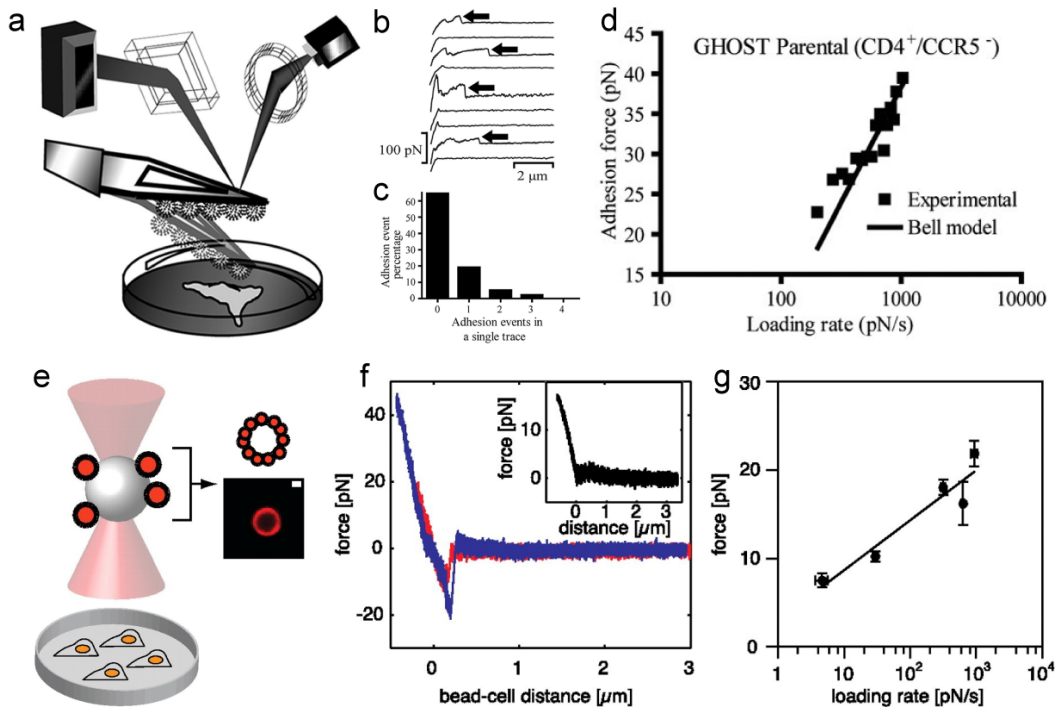 a
b
100 pN
2 μm
c
Adhesion event
percentage
60
50
40
30
20
10
0
0 1 2 3 4
Adhesion events in
a single trace
d
GHOST Parental (CD4⁺/CCR5⁻)
Adhesion force (pN)
45
40
35
30
25
20
15
Experimental
Bell model
10 100 1000 10000
Loading rate (pN/s)
e
f
force [pN]
40
20
0
-20
0 1 2 3
bead-cell distance [μm]
force [pN]
10
0
0 1 2 3
distance [μm]
g
force [pN]
30
20
10
0
1 10 10² 10³ 10⁴
loading rate [pN/s]